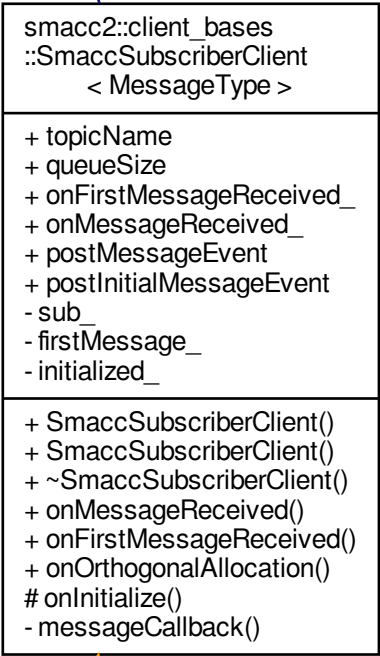 smacc2::client_bases
::SmaccSubscriberClient
< MessageType >
+ topicName
+ queueSize
+ onFirstMessageReceived_
+ onMessageReceived_
+ postMessageEvent
+ postInitialMessageEvent
- sub_
- firstMessage_
- initialized_
+ SmaccSubscriberClient()
+ SmaccSubscriberClient()
+ ~SmaccSubscriberClient()
+ onMessageReceived()
+ onFirstMessageReceived()
+ onOrthogonalAllocation()
# onInitialize()
- messageCallback()